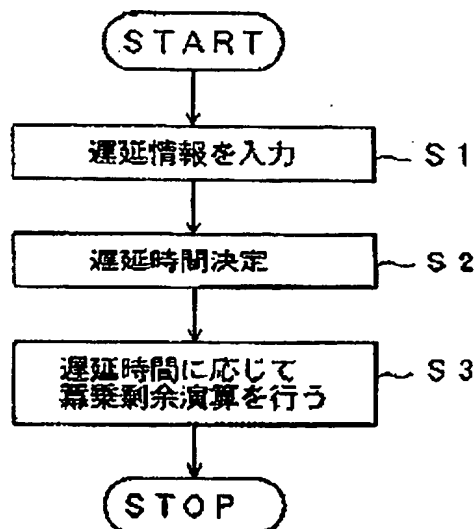 START
遅延情報を入力
S1
遅延時間決定
S2
遅延時間に応じて
冪乗剰余演算を行う
S3
STOP